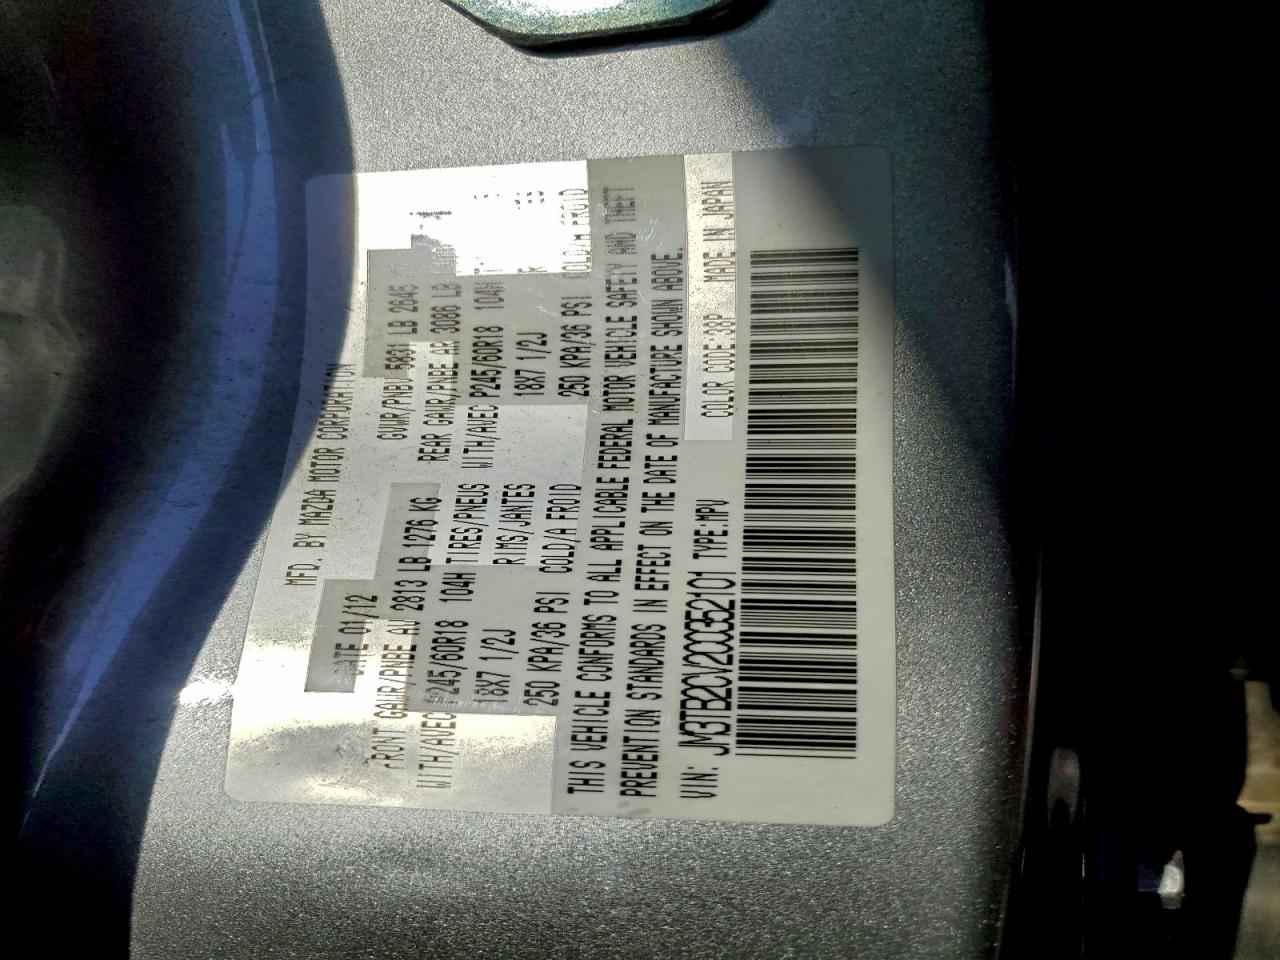 MFD. BY MAZDA MOTOR CORPORATION
DATE 01/12
GVWR/PNBV 5831 LB 2645
FRONT GAWR/PNBE AV 2813 LB 1276 KG
REAR GAWR/PNBE AR 3086 LB
WITH/AVEC P245/60R18 104H TIRES/PNEUS
WITH/AVEC P245/60R18 104H
18X7 1/2J RIMS/JANTES
18X7 1/2J
250 KPA/36 PSI COLD/A FROID
250 KPA/36 PSI COLD/A FROID
THIS VEHICLE CONFORMS TO ALL APPLICABLE FEDERAL MOTOR VEHICLE SAFETY AND THEFT
PREVENTION STANDARDS IN EFFECT ON THE DATE OF MANUFACTURE SHOWN ABOVE.
VIN: JM3TB2CV2C0352101 TYPE:MPV
COLOR CODE:38P MADE IN JAPAN